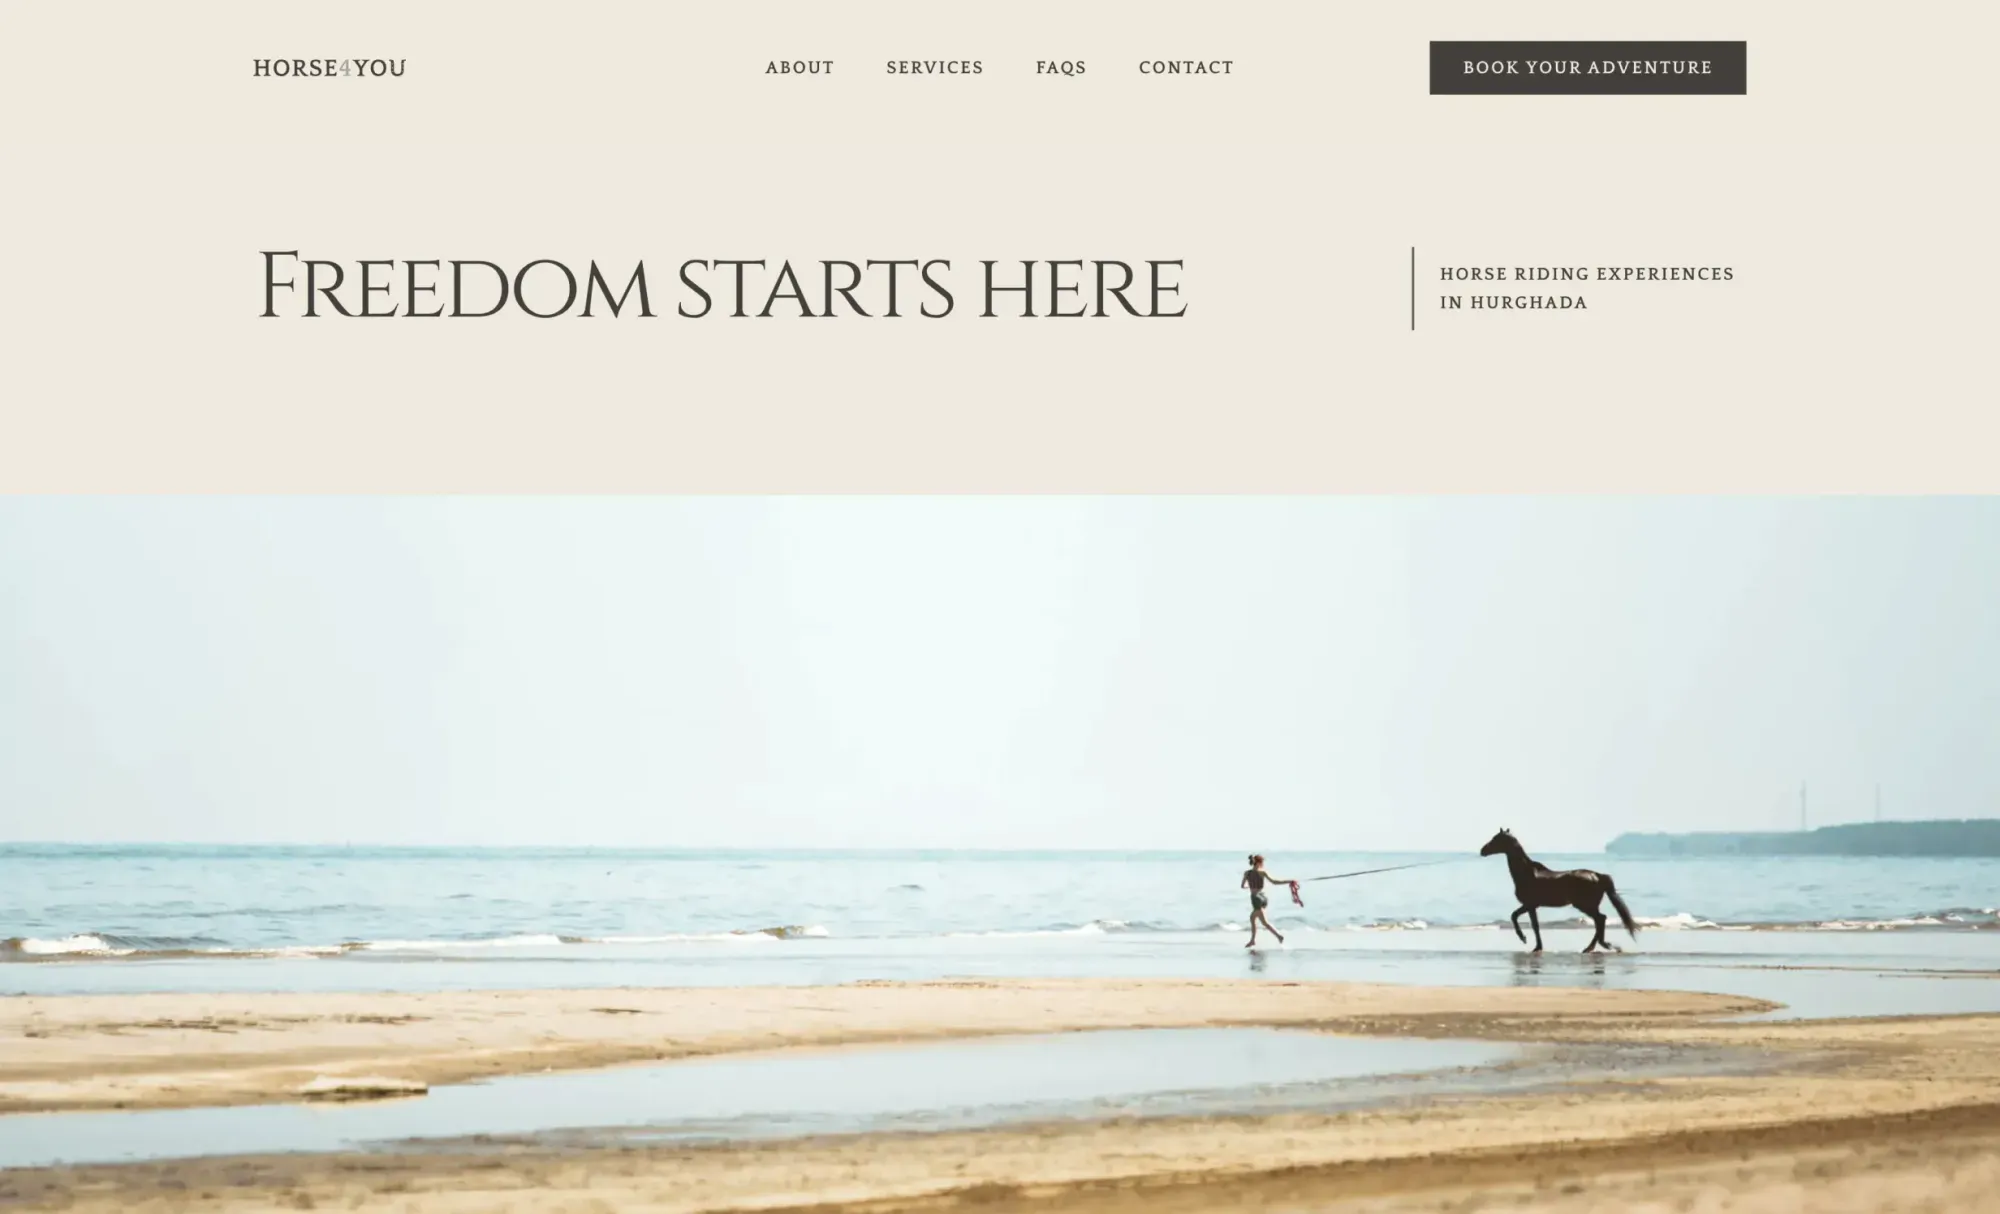 HORSE4YOU
ABOUT
SERVICES
FAQS
CONTACT
BOOK YOUR ADVENTURE
FREEDOM STARTS HERE
HORSE RIDING EXPERIENCES
IN HURGHADA